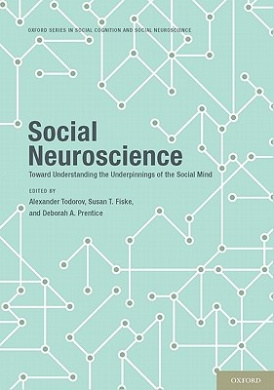 OXFORD SERIES IN SOCIAL COGNITION AND SOCIAL NEUROSCIENCE
Social
Neuroscience
Toward Understanding the Underpinnings of the Social Mind
EDITED BY
Alexander Todorov, Susan T. Fiske,
and Deborah A. Prentice
OXFORD